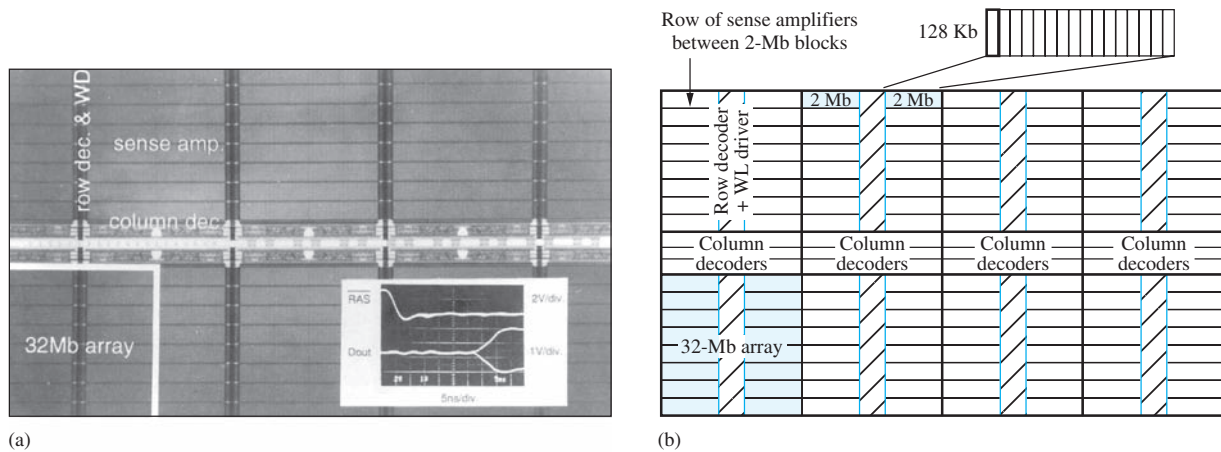 row dec. & WD
sense amp.
column dec
32Mb array
RAS
2V/div.
Dout
1V/div.
5ns
5ns/div
(a)
Row of sense amplifiers
between 2-Mb blocks
128 Kb
2 Mb
2 Mb
Row decoder
+ WL driver
Column
decoders
Column
decoders
Column
decoders
Column
decoders
32-Mb array
(b)